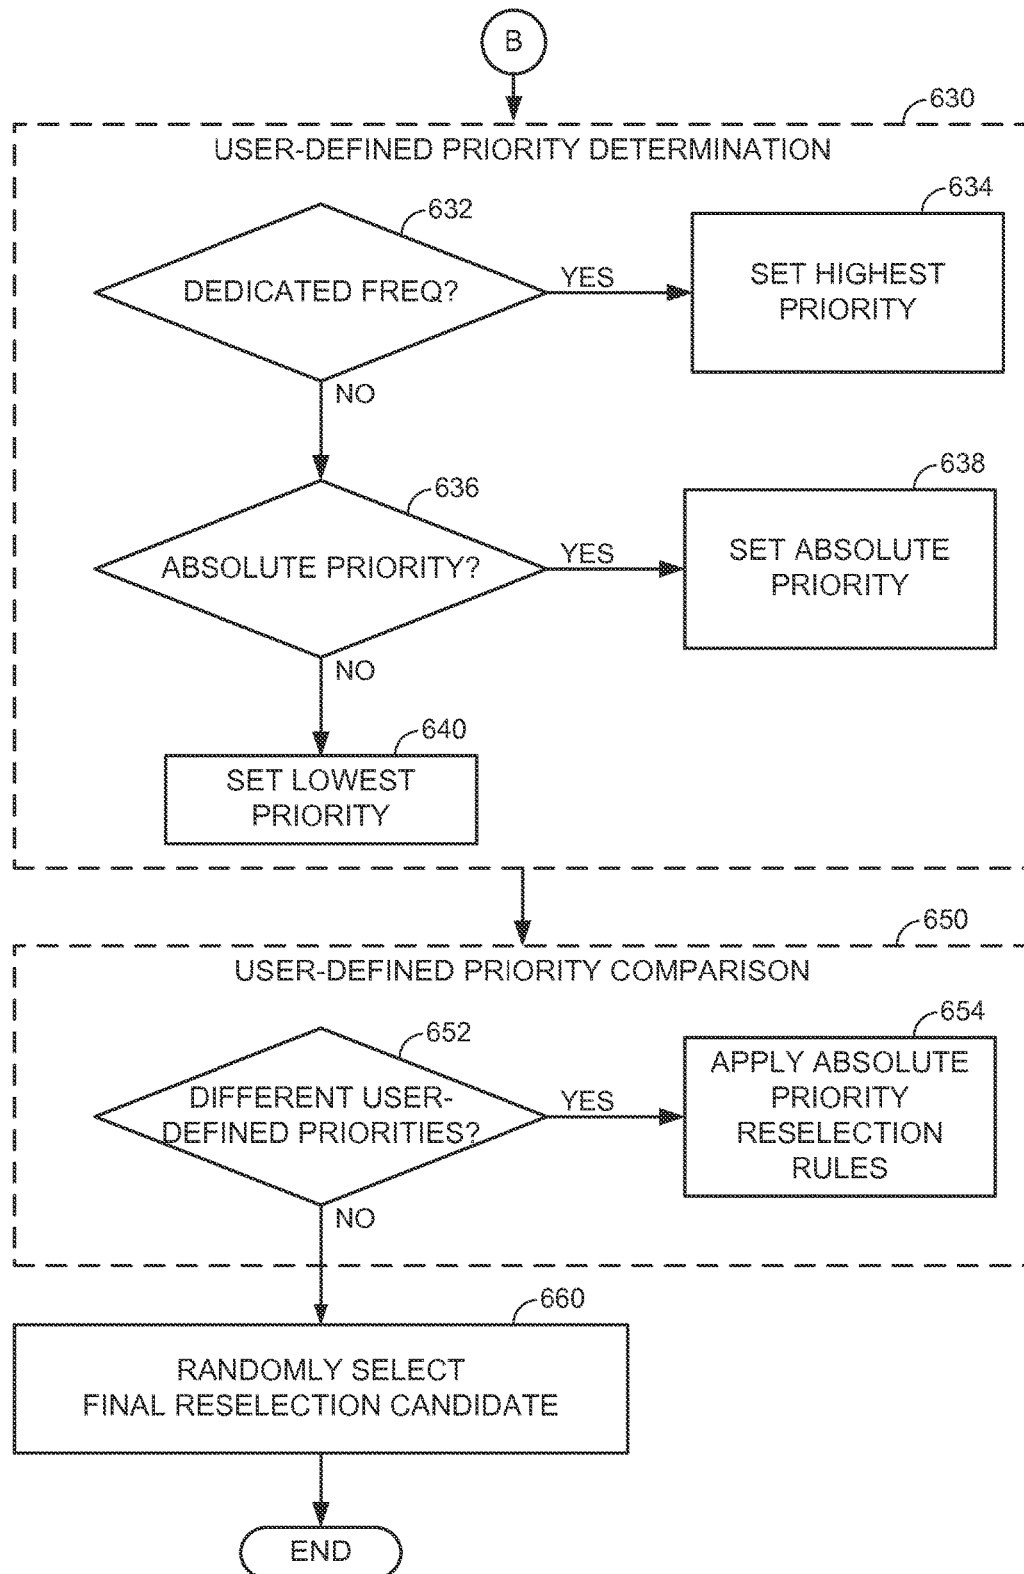 B
630
USER-DEFINED PRIORITY DETERMINATION
632
634
DEDICATED FREQ?
YES
SET HIGHEST
PRIORITY
NO
636
638
ABSOLUTE PRIORITY?
YES
SET ABSOLUTE
PRIORITY
NO
640
SET LOWEST
PRIORITY
650
USER-DEFINED PRIORITY COMPARISON
652
654
DIFFERENT USER-
DEFINED PRIORITIES?
YES
APPLY ABSOLUTE
PRIORITY
RESELECTION
RULES
NO
660
RANDOMLY SELECT
FINAL RESELECTION CANDIDATE
END